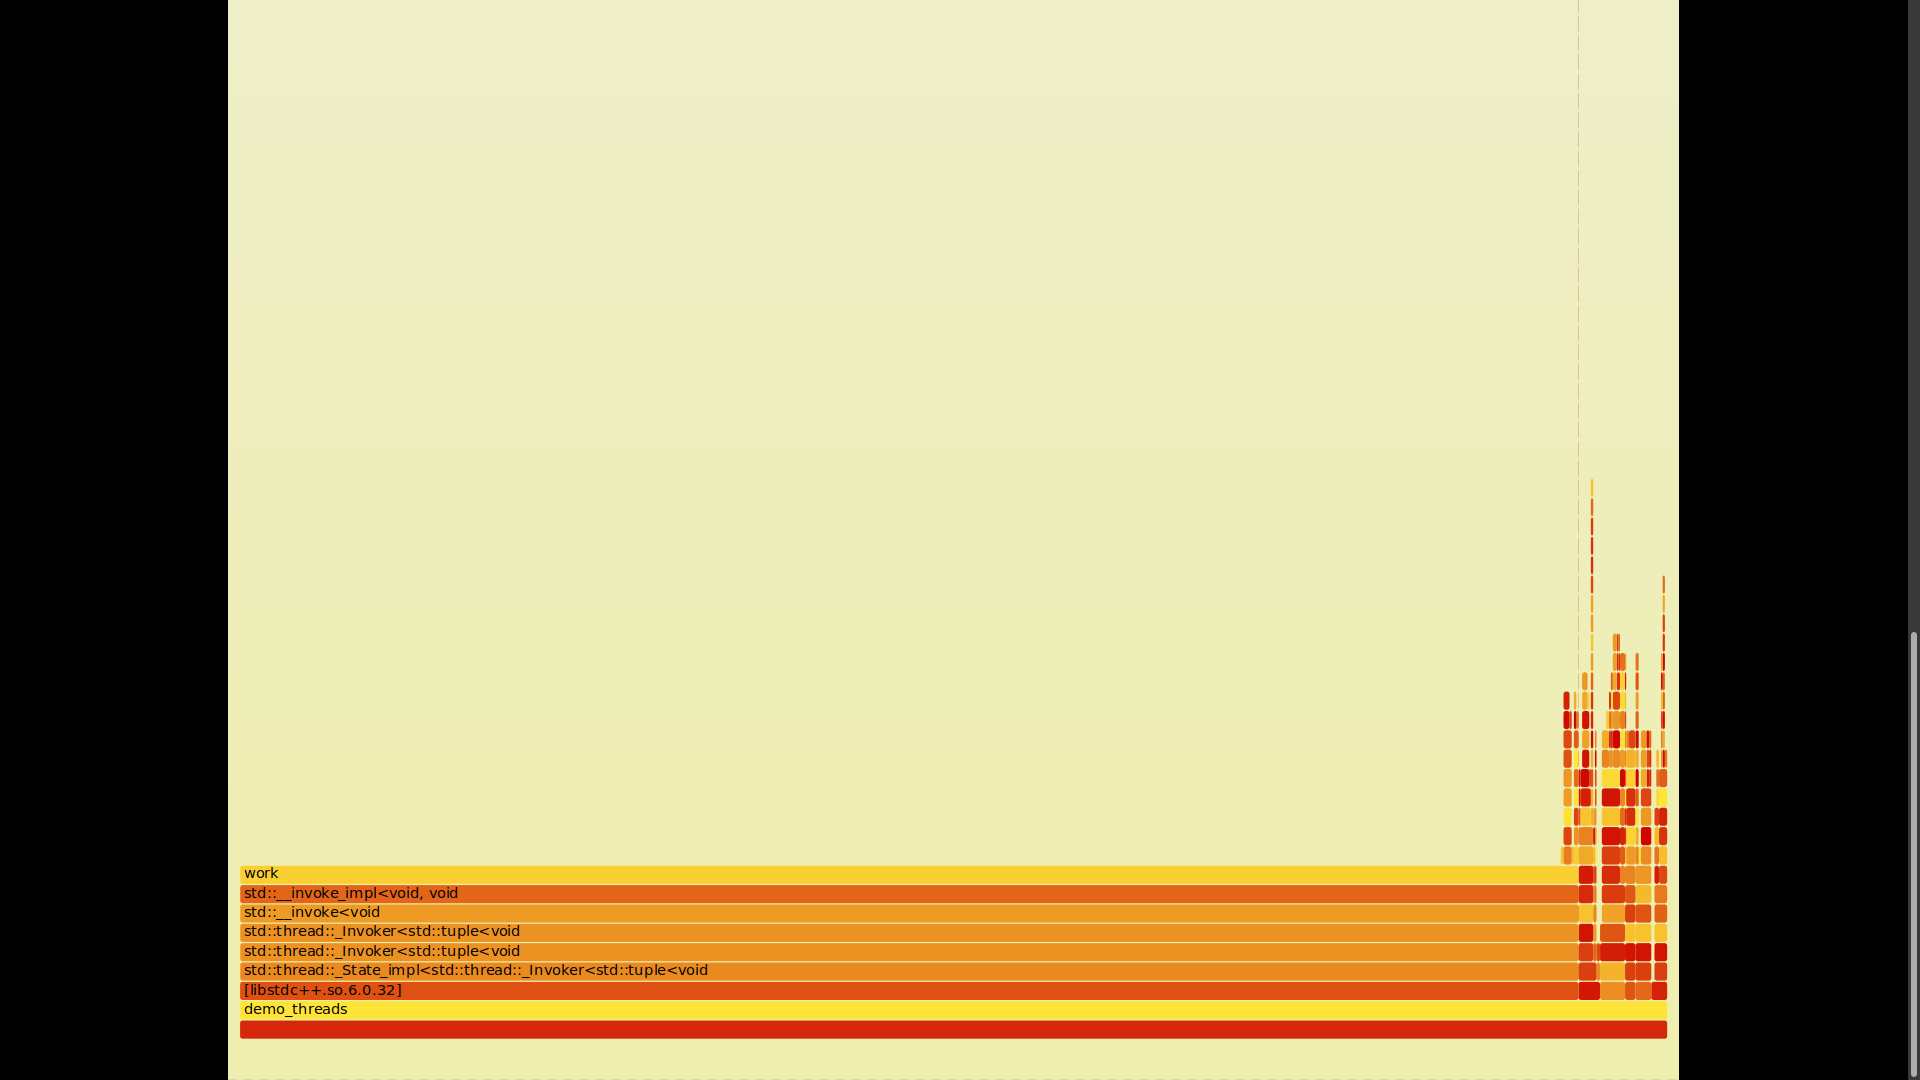 work
std::__invoke_impl<void, void
std::__invoke<void
std::thread::_Invoker<std::tuple<void
std::thread::_Invoker<std::tuple<void
std::thread::_State_impl<std::thread::_Invoker<std::tuple<void
[libstdc++.so.6.0.32]
demo_threads